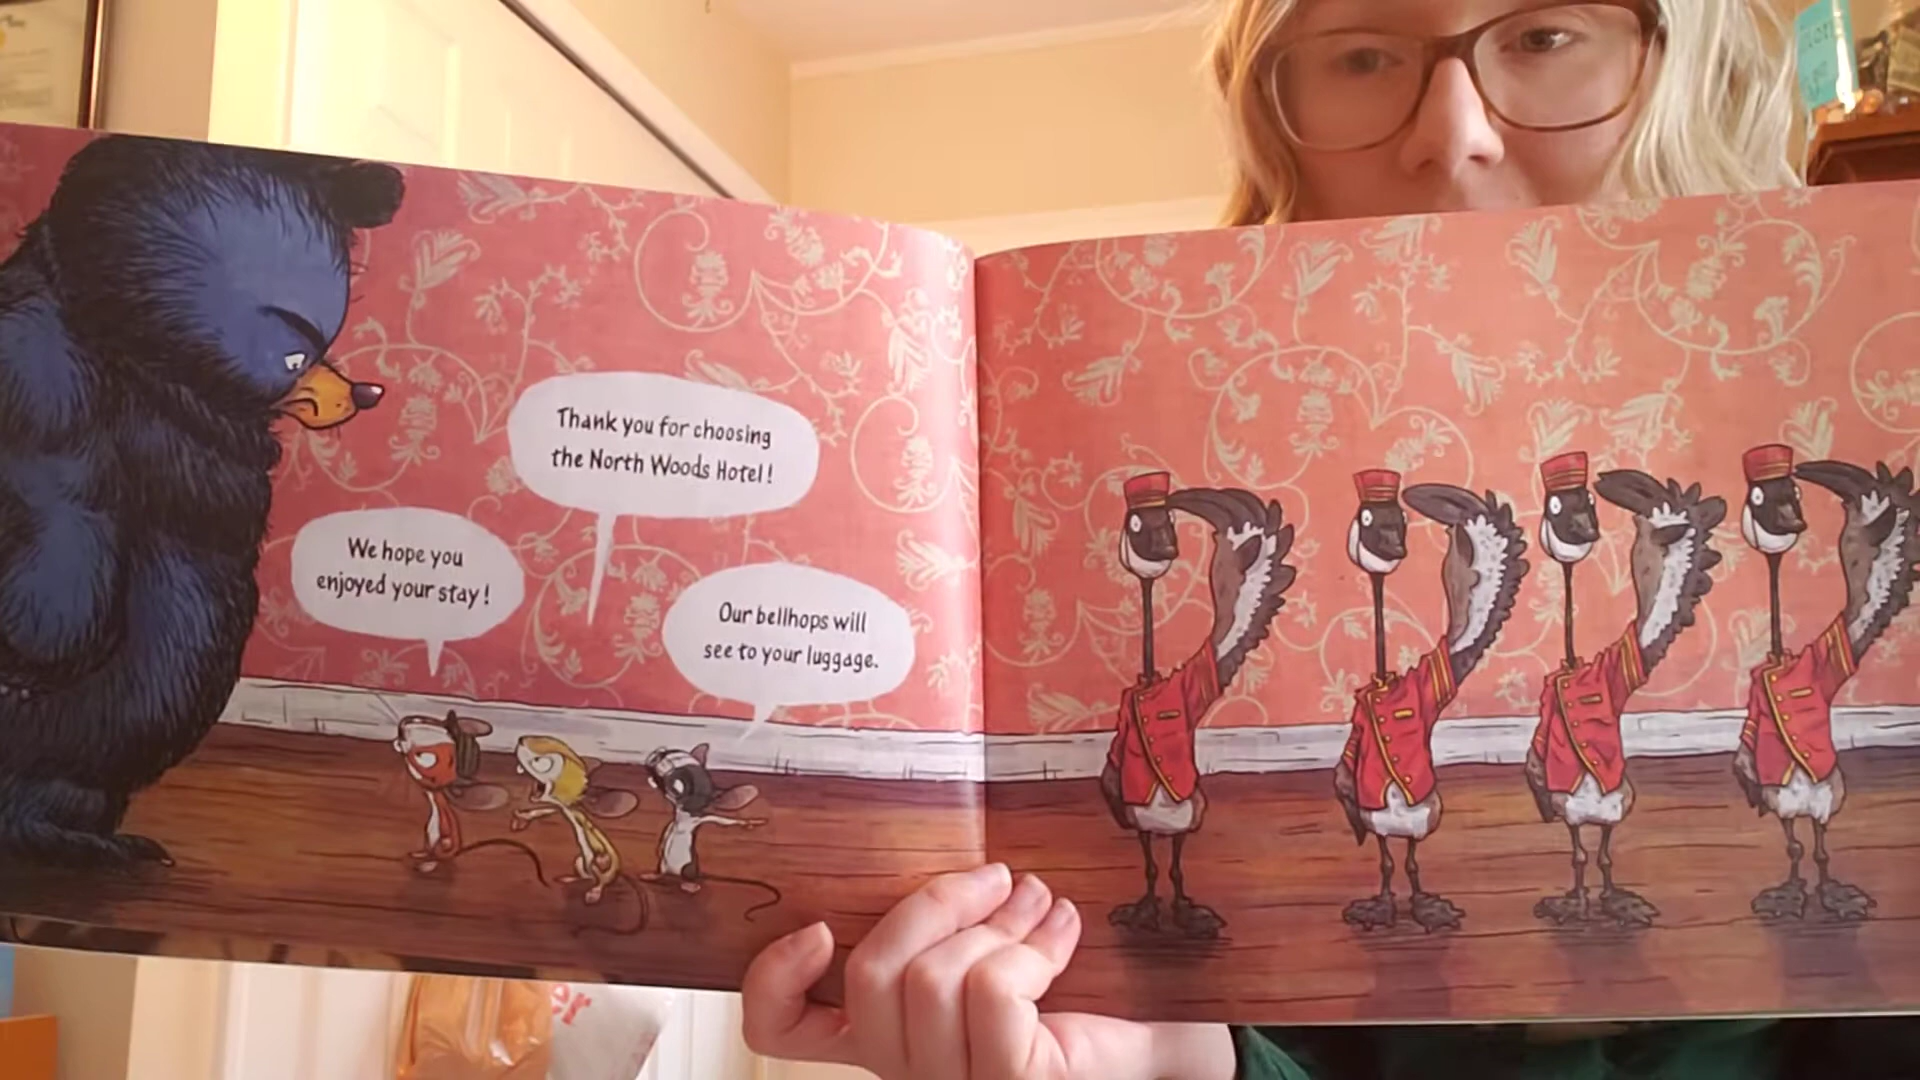 Thank you for choosing
the North Woods Hotel!
We hope you
enjoyed your stay!
Our bellhops will
see to your luggage.
er